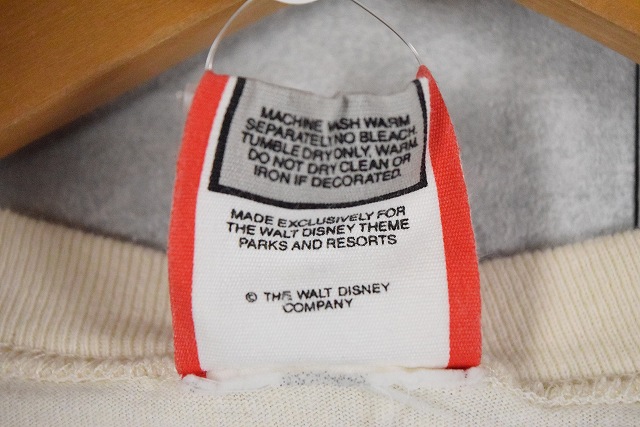 MACHINE WASH WARM
SEPARATELY NO BLEACH.
TUMBLE DRY ONLY, WARM.
DO NOT DRY CLEAN OR
IRON IF DECORATED.
MADE EXCLUSIVELY FOR
THE WALT DISNEY THEME
PARKS AND RESORTS
© THE WALT DISNEY
COMPANY